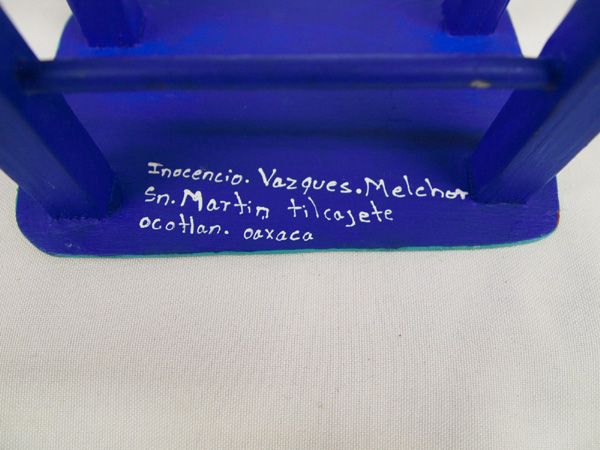 Inocencio. Vazques. Melchor
Sn. Martin tilcajete
ocotlan. oaxaca